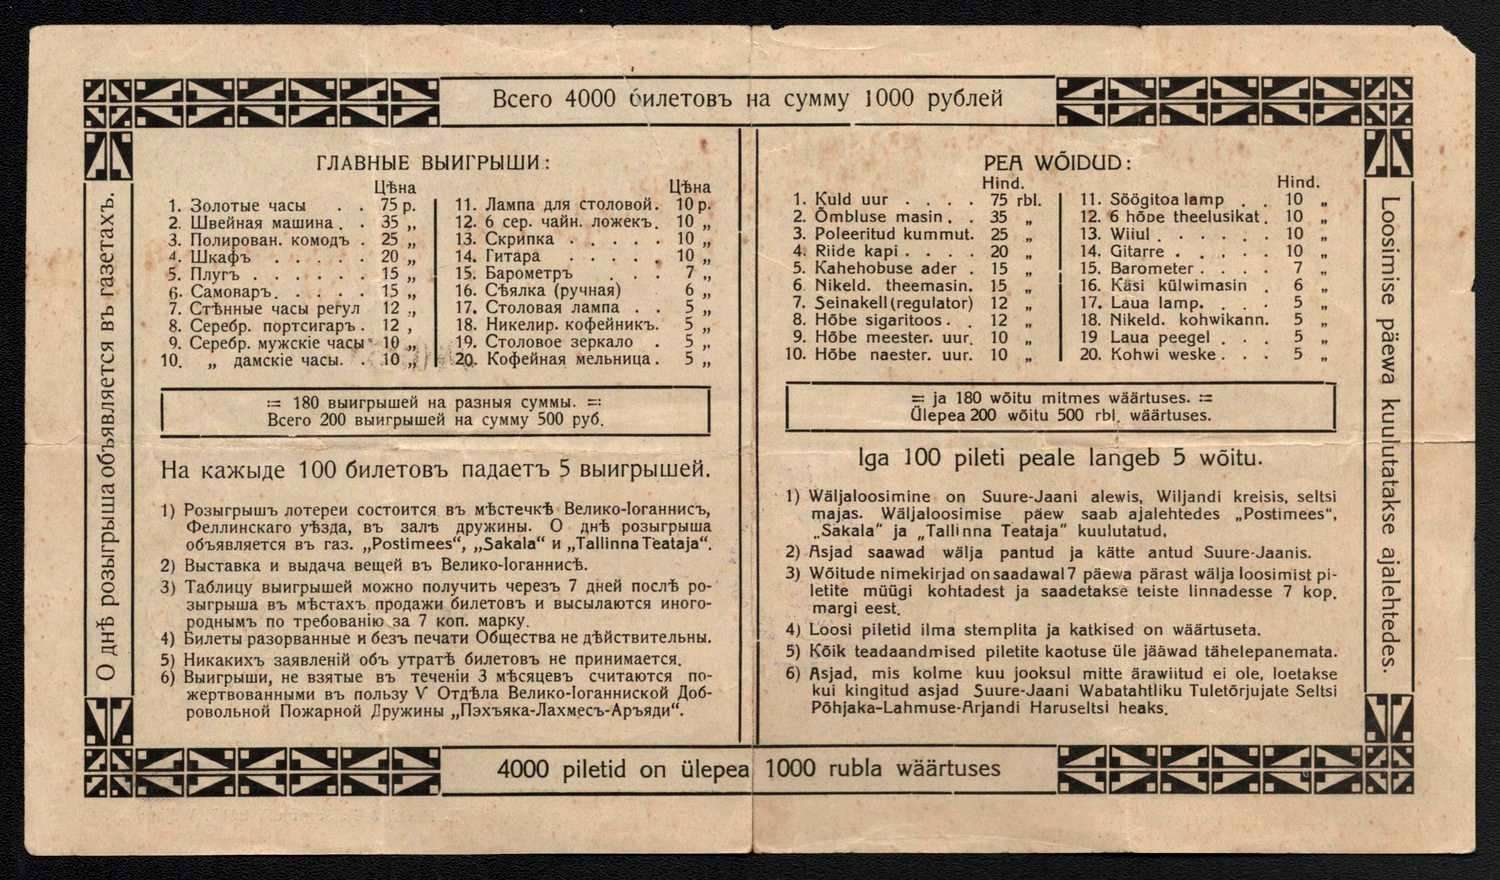 Всего 4000 билетовъ на сумму 1000 рублей
О днѣ розыгрыша объявляется въ газетахъ.
ГЛАВНЫЕ ВЫИГРЫШИ:
Цѣна
1. Золотые часы . . 75 р.
2. Швейная машина . . 35 „
3. Полирован. комодъ . 25 „
4. Шкафъ . . . . . 20 „
5. Плугъ . . . . . . 15 „
6. Самоваръ . . . . . 15 „
7. Стѣнные часы регул 12 „
8. Серебр. портсигаръ . 12 ,
9. Серебр. мужскіе часы 10 „
10. „ дамскіе часы. . 10 „
Цѣна
11. Лампа для столовой. 10 р.
12. 6 сер. чайн. ложекъ. 10 „
13. Скрипка . . . . . 10 „
14. Гитара . . . . . 10 „
15. Барометръ . . . 7 „
16. Сѣялка (ручная) 6 „
17. Столовая лампа . . 5 „
18. Никелир. кофейникъ. 5 „
19. Столовое зеркало . 5 „
20. Кофейная мельница . 5 „
= 180 выигрышей на разныя суммы. =
Всего 200 выигрышей на сумму 500 руб.
На кажыде 100 билетовъ падаетъ 5 выигрышей.
1) Розыгрышъ лотереи состоится въ мѣстечкѣ Велико-Іоганнисъ,
Феллинскаго уѣзда, въ залѣ дружины. О днѣ розыгрыша
объявляется въ газ. „Postimees“, „Sakala“ и „Tallinna Teataja“.
2) Выставка и выдача вещей въ Велико-Іоганнисѣ.
3) Таблицу выигрышей можно получить черезъ 7 дней послѣ ро-
зыгрыша въ мѣстахъ продажи билетовъ и высылаются иного-
роднымъ по требованію за 7 коп. марку.
4) Билеты разорванные и безъ печати Общества не дѣйствительны.
5) Никакихъ заявленій объ утратѣ билетовъ не принимается.
6) Выигрыши, не взятые въ теченіи 3 мѣсяцевъ считаются по-
жертвованными въ пользу V Отдѣла Велико-Іоганниской Доб-
ровольной Пожарной Дружины „Пэхъяка-Лахмесъ-Аръяди“.
PEA WÕIDUD:
Hind.
1. Kuld uur . . . . 75 rbl.
2. Õmbluse masin . . 35 „
3. Poleeritud kummut. 25 „
4. Riide kapi . . . . 20 „
5. Kahehobuse ader . 15 „
6. Nikeld. theemasin. 15 „
7. Seinakell (regulator) 12 „
8. Hõbe sigaritoos . . 12 „
9. Hõbe meester. uur. 10 „
10. Hõbe naester. uur. 10 „
Hind.
11. Söögitoa lamp . . 10 „
12. 6 hõbe theelusikat . 10 „
13. Wiiul . . . . . . 10 „
14. Gitarre . . . . . 10 „
15. Barometer . . . . 7 „
16. Käsi külwimasin . 6 „
17. Laua lamp. . . . 5 „
18. Nikeld. kohwikann. 5 „
19 Laua peegel . . . 5 „
20. Kohwi weske . . . 5 „
= ja 180 wõitu mitmes wäärtuses. =
Ülepea 200 wõitu 500 rbl. wäärtuses.
Iga 100 pileti peale langeb 5 wõitu.
1) Wäljaloosimine on Suure-Jaani alewis, Wiljandi kreisis, seltsi
majas. Wäljaloosimise päew saab ajalehtedes „Postimees“,
„Sakala“ ja „Tallinna Teataja“ kuulutatud.
2) Asjad saawad wälja pantud ja kätte antud Suure-Jaanis.
3) Wõitude nimekirjad on saadawal 7 päewa pärast wälja loosimist pi-
letite müügi kohtadest ja saadetakse teiste linnadesse 7 kop.
margi eest.
4) Loosi piletid ilma stemplita ja katkised on wäärtuseta.
5) Kõik teadaandmised piletite kaotuse üle jääwad tähelepanemata.
6) Asjad, mis kolme kuu jooksul mitte ärawiitud ei ole, loetakse
kui kingitud asjad Suure-Jaani Wabatahtliku Tuletõrjujate Seltsi
Põhjaka-Lahmuse-Arjandi Haruseltsi heaks.
Loosimise päewa kuulutatakse ajalehtedes.
4000 piletid on ülepea 1000 rubla wäärtuses